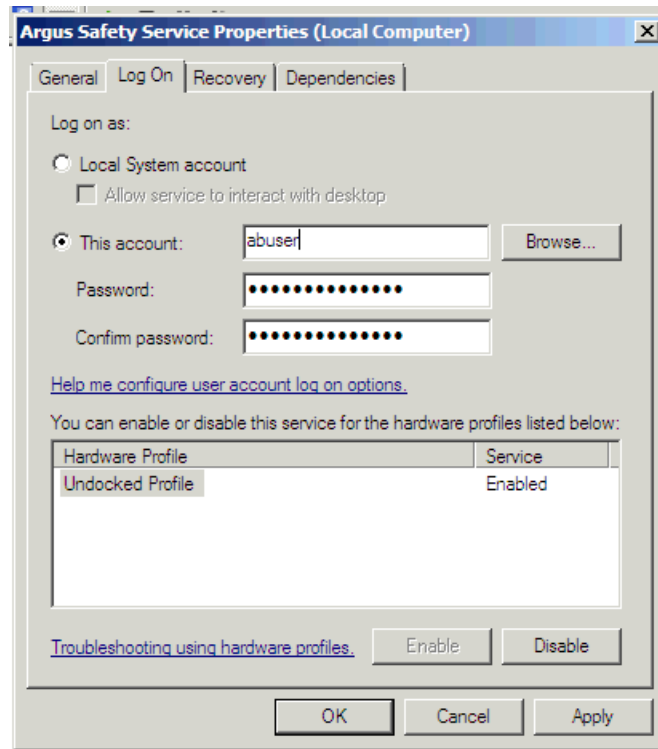 Argus Safety Service Properties (Local Computer)
General Log On Recovery Dependencies
Log on as:
Local System account
Allow service to interact with desktop
This account: abuser Browse...
Password: ●●●●●●●●●●●●●●
Confirm password: ●●●●●●●●●●●●●●
Help me configure user account log on options.
You can enable or disable this service for the hardware profiles listed below:
Hardware Profile Service
Undocked Profile Enabled
Troubleshooting using hardware profiles. Enable Disable
OK Cancel Apply